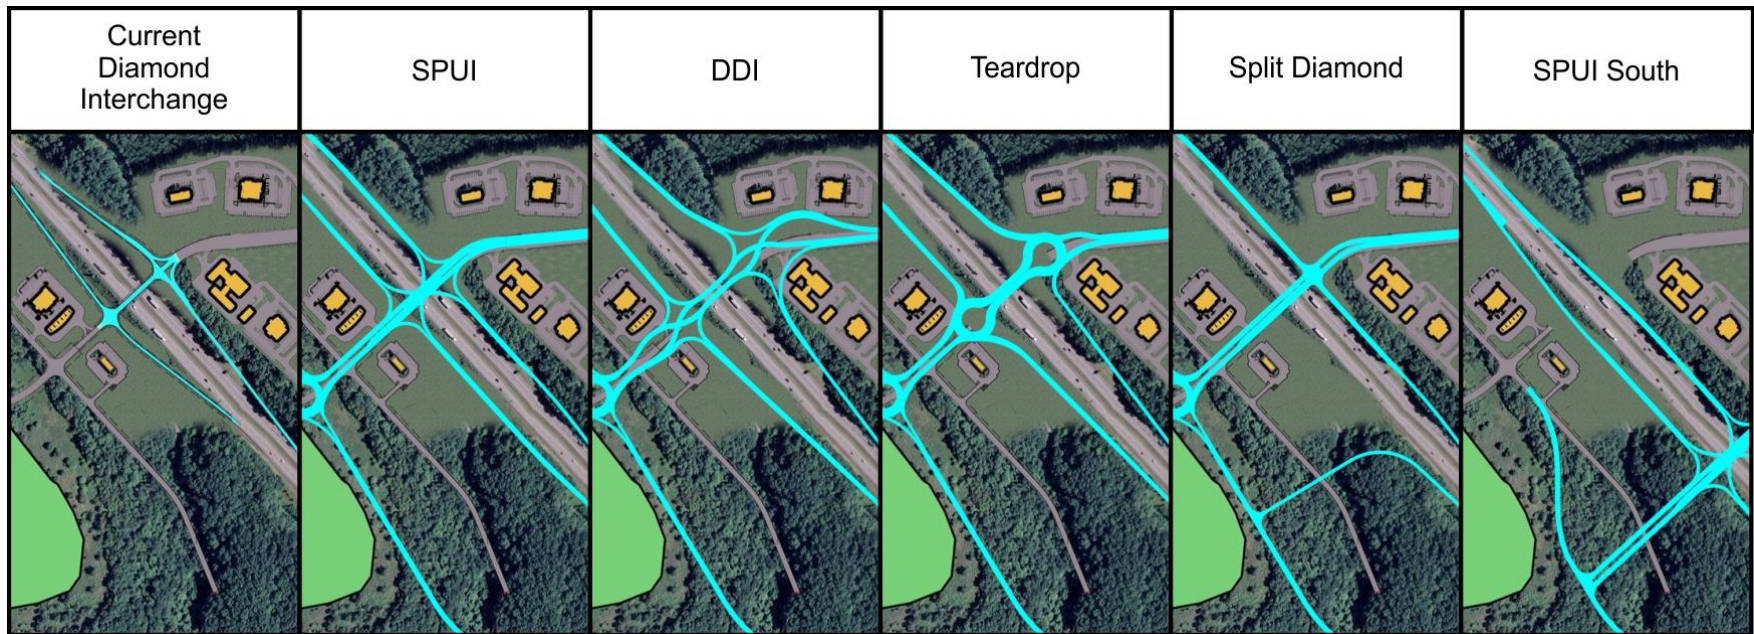 Current
Diamond
Interchange
SPUI
DDI
Teardrop
Split Diamond
SPUI South